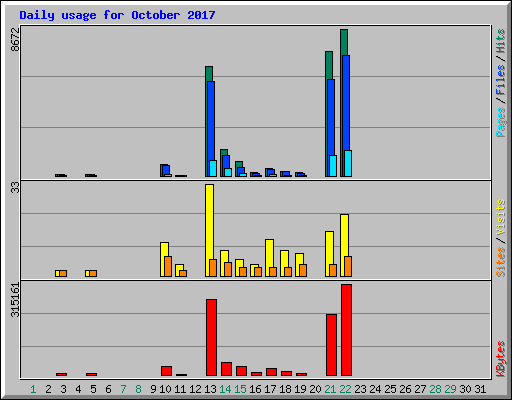 Daily usage for October 2017
8672
Pages / Files / Hits
33
Sites / Visits
315161
KBytes
1 2 3 4 5 6 7 8 9 10 11 12 13 14 15 16 17 18 19 20 21 22 23 24 25 26 27 28 29 30 31